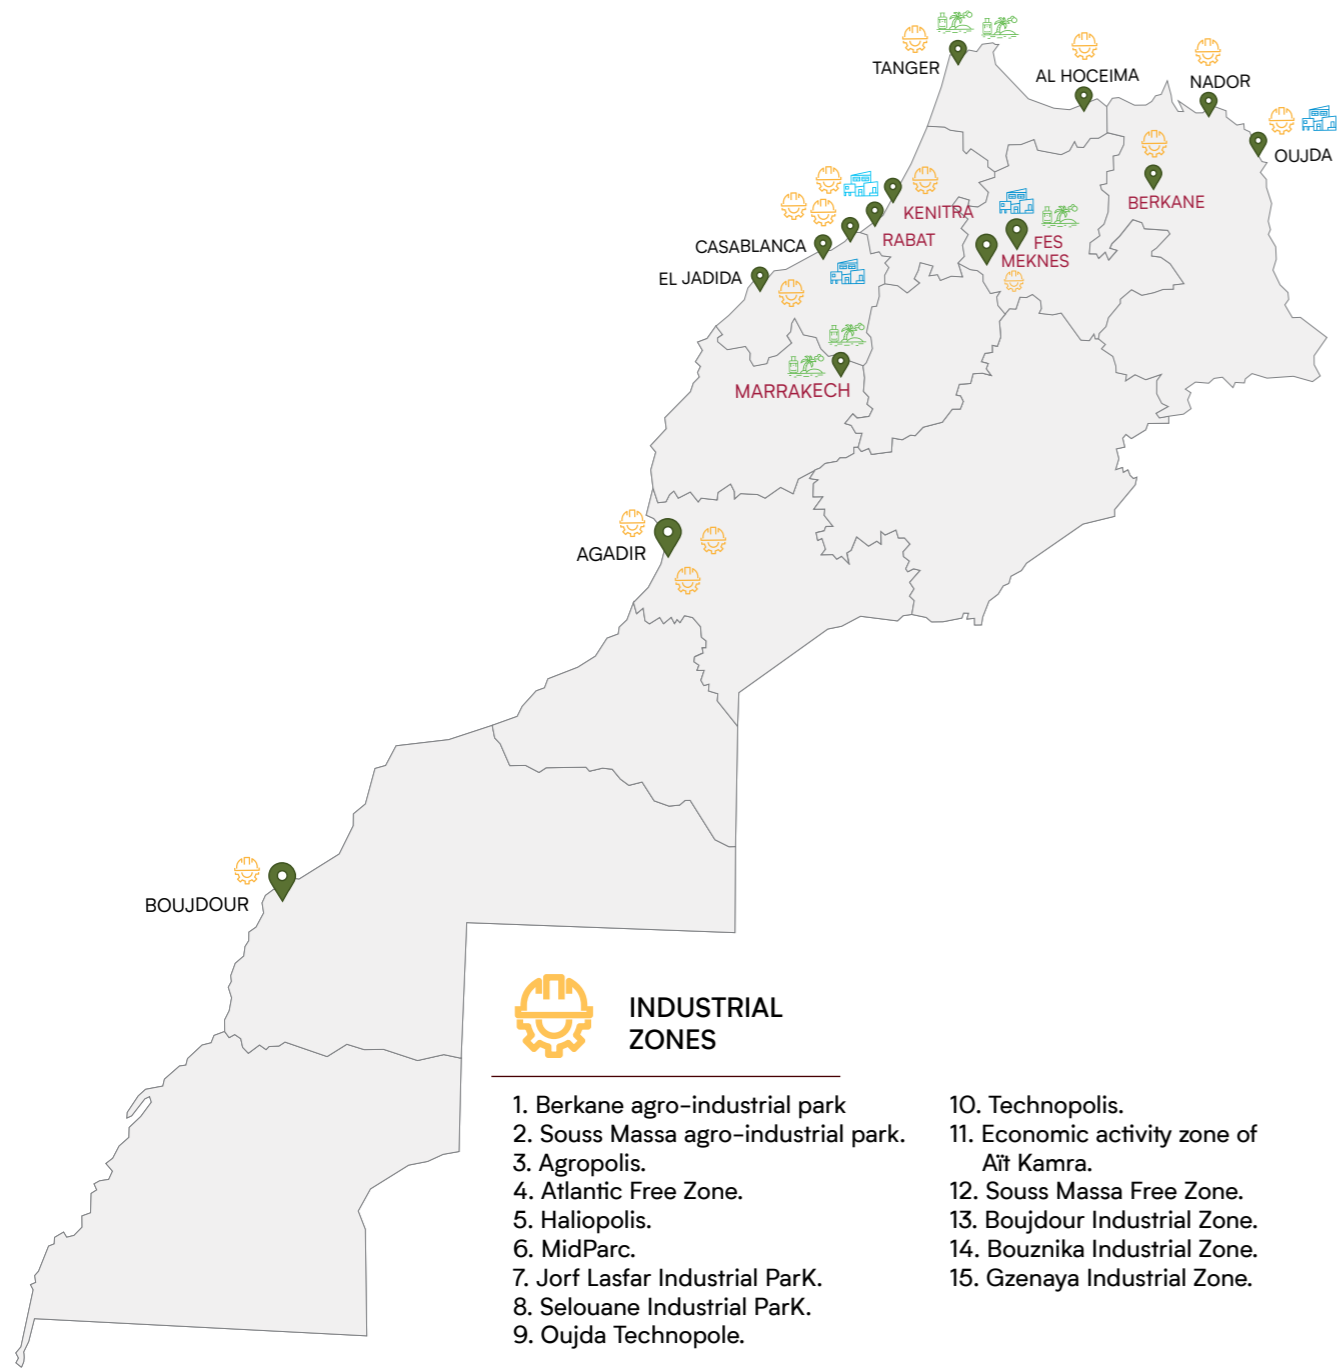 TANGER
AL HOCEIMA
NADOR
OUJDA
BERKANE
KENITRA
RABAT
CASABLANCA
FES
MEKNES
EL JADIDA
MARRAKECH
AGADIR
BOUJDOUR
INDUSTRIAL
ZONES
1. Berkane agro-industrial park
2. Souss Massa agro-industrial park.
3. Agropolis.
4. Atlantic Free Zone.
5. Haliopolis.
6. MidParc.
7. Jorf Lasfar Industrial ParK.
8. Selouane Industrial ParK.
9. Oujda Technopole.
10. Technopolis.
11. Economic activity zone of
Aït Kamra.
12. Souss Massa Free Zone.
13. Boujdour Industrial Zone.
14. Bouznika Industrial Zone.
15. Gzenaya Industrial Zone.